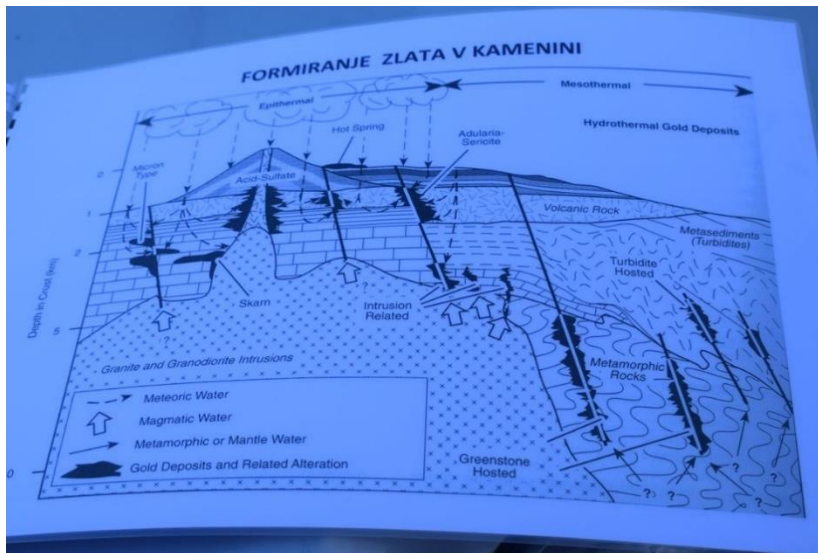 FORMIRANJE ZLATA V KAMENINI
Epithermal
Mesothermal
Hydrothermal Gold Deposits
Hot Spring
Adularia-
Sericite
Micron
Type
Acid-Sulfate
Volcanic Rock
Metasediments
(Turbidites)
Turbidite
Hosted
Depth in Crust (km)
0
1
2
5
0
Skarn
?
?
Intrusion
Related
Granite and Granodiorite Intrusions
Metamorphic
Rocks
Meteoric Water
Magmatic Water
Metamorphic or Mantle Water
Gold Deposits and Related Alteration
Greenstone
Hosted
?
?
?
?
?
?